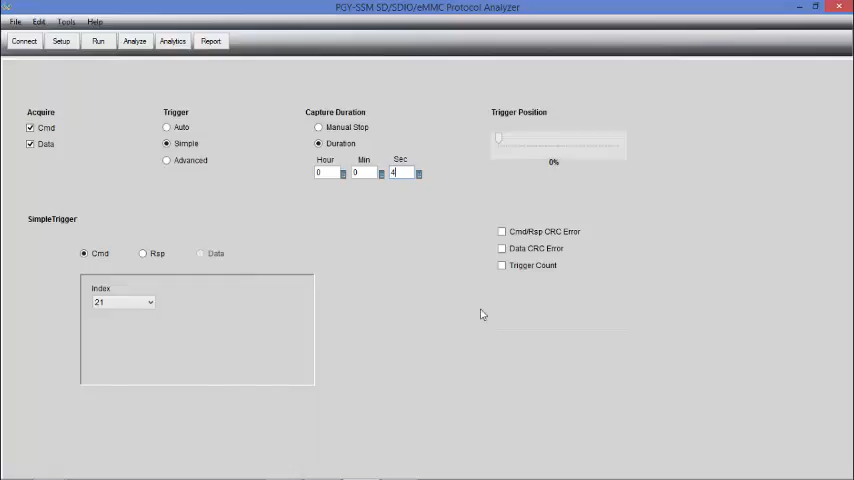 PGY-SSM SD/SDIO/eMMC Protocol Analyzer
File Edit Tools Help
Connect Setup Run Analyze Analytics Report
Acquire Trigger Capture Duration Trigger Position
Cmd Auto Manual Stop
Data Simple Duration
Advanced Hour Min Sec
0%
0 0 4
SimpleTrigger
Cmd/Rsp CRC Error
Data CRC Error
Trigger Count
Cmd Rsp Data
Index
21